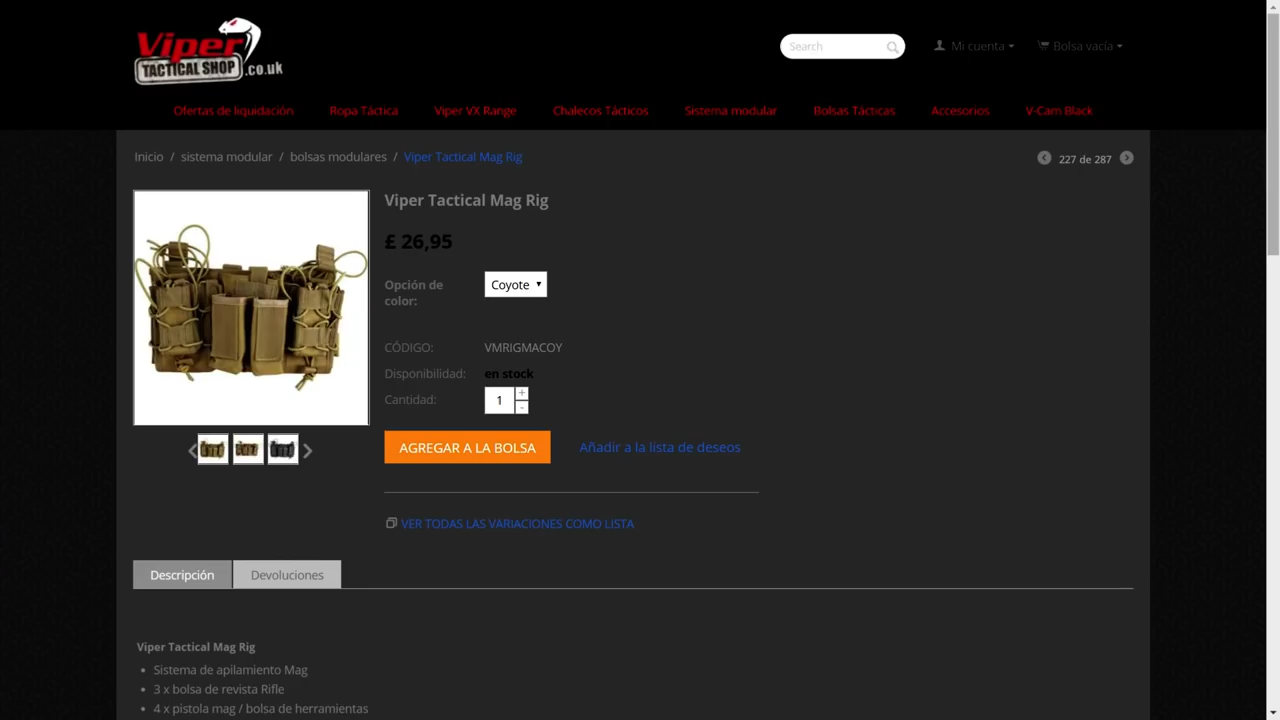 Viper
TACTICAL SHOP.co.uk
Search
Mi cuenta
Bolsa vacía
Ofertas de liquidación
Ropa Táctica
Viper VX Range
Chalecos Tácticos
Sistema modular
Bolsas Tácticas
Accesorios
V-Cam Black
Inicio / sistema modular / bolsas modulares / Viper Tactical Mag Rig
227 de 287
Viper Tactical Mag Rig
£ 26,95
Opción de
color:
Coyote
CÓDIGO: VMRIGMACOY
Disponibilidad: en stock
Cantidad: 1 + -
AGREGAR A LA BOLSA
Añadir a la lista de deseos
VER TODAS LAS VARIACIONES COMO LISTA
Descripción
Devoluciones
Viper Tactical Mag Rig
• Sistema de apilamiento Mag
• 3 x bolsa de revista Rifle
• 4 x pistola mag / bolsa de herramientas